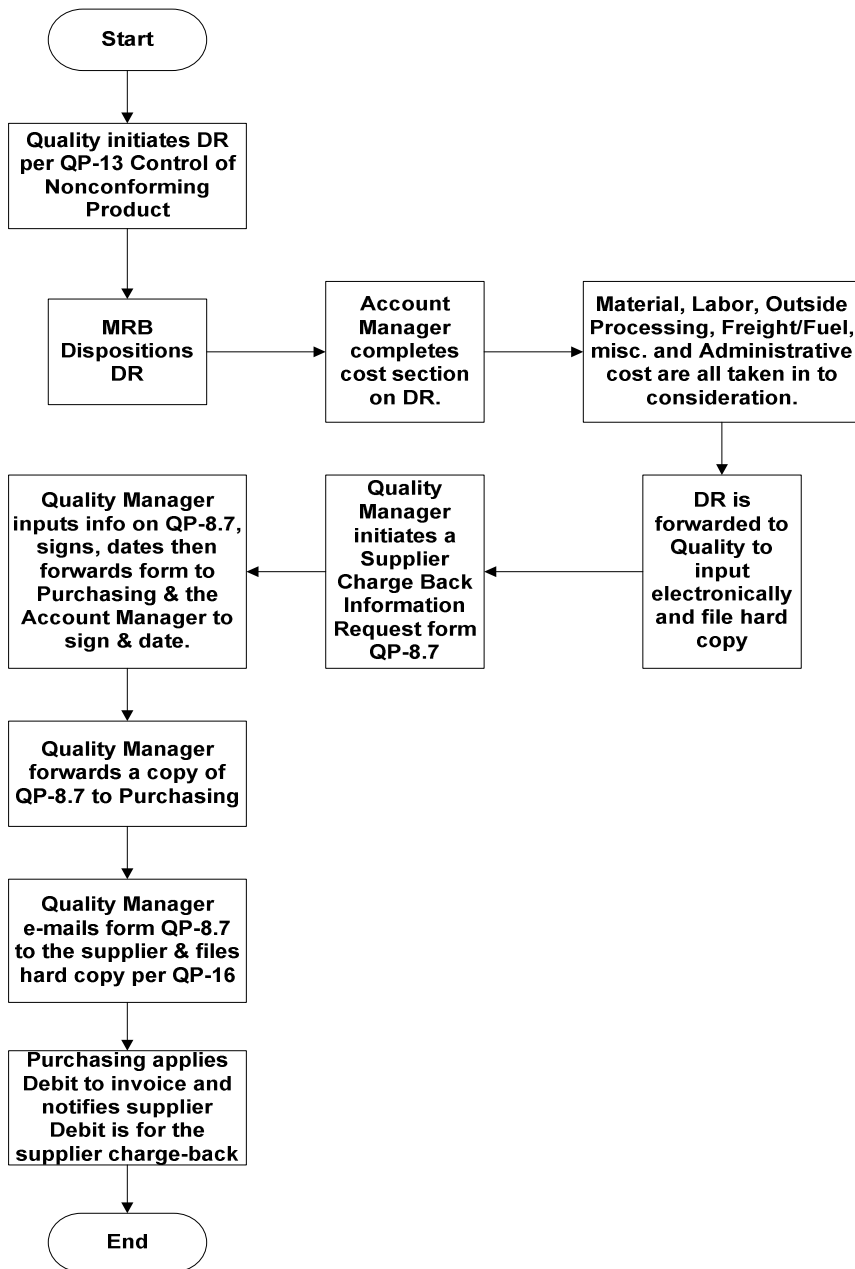 Start
Quality initiates DR
per QP-13 Control of
Nonconforming
Product
MRB
Dispositions
DR
Account
Manager
completes
cost section
on DR.
Material, Labor, Outside
Processing, Freight/Fuel,
misc. and Administrative
cost are all taken in to
consideration.
DR is
forwarded to
Quality to
input
electronically
and file hard
copy
Quality
Manager
initiates a
Supplier
Charge Back
Information
Request form
QP-8.7
Quality Manager
inputs info on QP-8.7,
signs, dates then
forwards form to
Purchasing & the
Account Manager to
sign & date.
Quality Manager
forwards a copy of
QP-8.7 to Purchasing
Quality Manager
e-mails form QP-8.7
to the supplier & files
hard copy per QP-16
Purchasing applies
Debit to invoice and
notifies supplier
Debit is for the
supplier charge-back
End